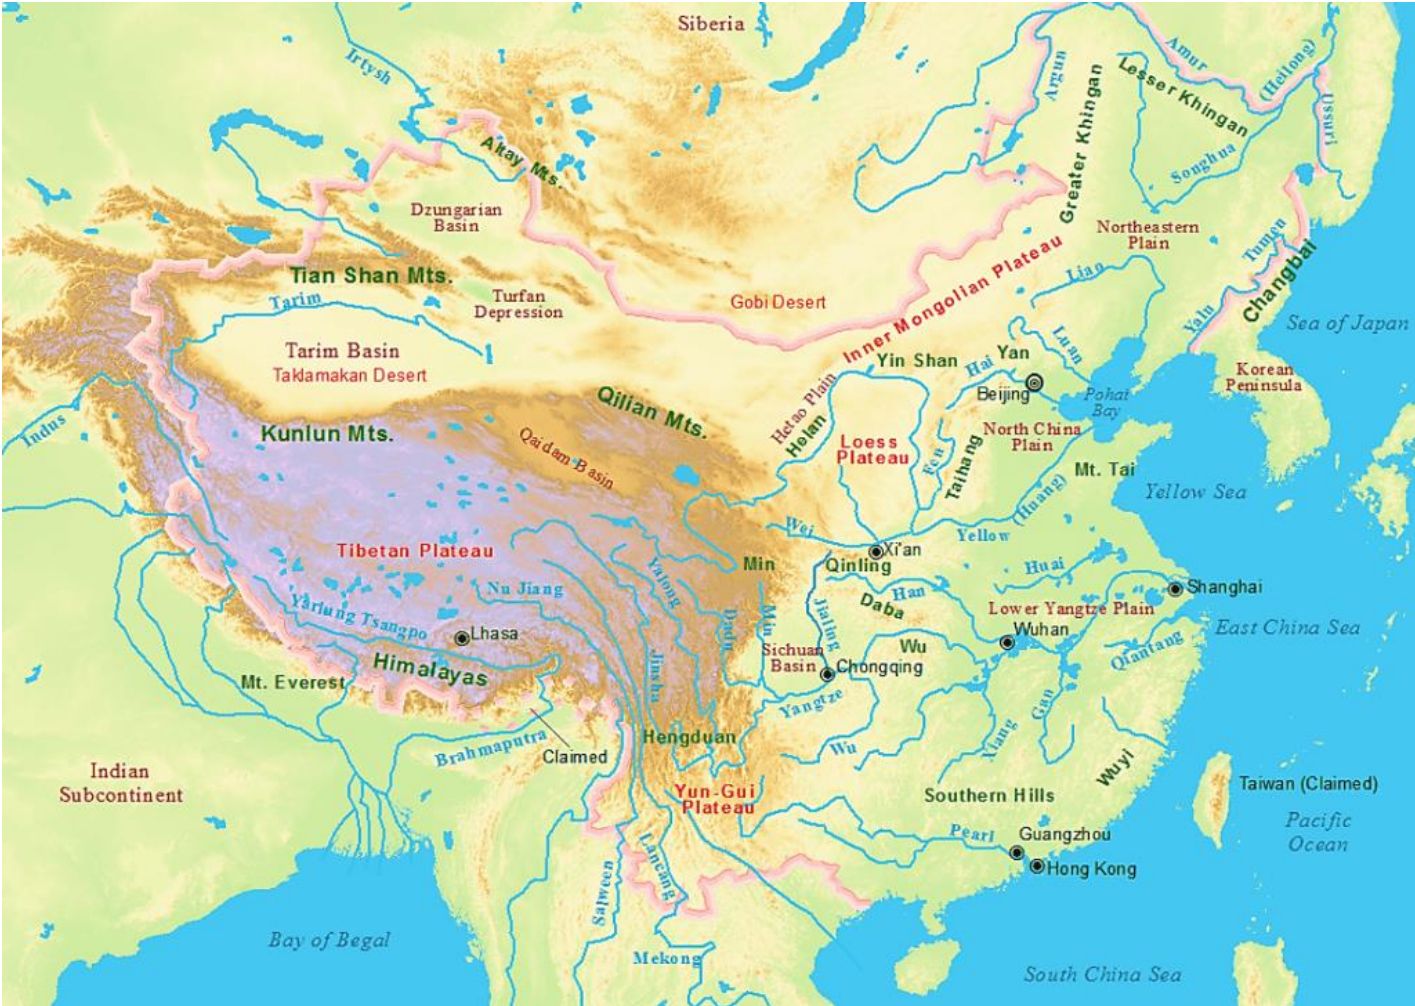 Siberia
Irtysh
Argun
Amur
(Heilong)
Lesser Khingan
Ussuri
Greater Khingan
Songhua
Altay Mts.
Dzungarian
Basin
Northeastern
Plain
Tumen
Changbai
Tian Shan Mts.
Tarim
Turfan
Depression
Gobi Desert
Inner Mongolian Plateau
Liao
Yalu
Sea of Japan
Tarim Basin
Taklamakan Desert
Yin Shan
Yan
Luan
Hai
Beijing
Pohai
Bay
Korean
Peninsula
Hetao Plain
Helan
Qilian Mts.
Kunlun Mts.
Indus
Qaidam Basin
Loess
Plateau
Fen
Taihang
North China
Plain
Mt. Tai
Yellow Sea
Wei
Yellow
(Huang)
Xi'an
Qinling
Tibetan Plateau
Min
Nu Jiang
Yalong
Huai
Shanghai
Han
Daba
Lower Yangtze Plain
Yarlung Tsangpo
Lhasa
Dadu
Min
Jialing
Wuhan
East China Sea
Qiantang
Sichuan
Basin
Wu
Chongqing
Himalayas
Mt. Everest
Jinsha
Yangtze
Gan
Xiang
Hengduan
Wu
Brahmaputra
Claimed
Wuyi
Indian
Subcontinent
Yun-Gui
Plateau
Southern Hills
Taiwan (Claimed)
Pacific
Ocean
Pearl
Guangzhou
Hong Kong
Lancang
Salween
Bay of Begal
Mekong
South China Sea